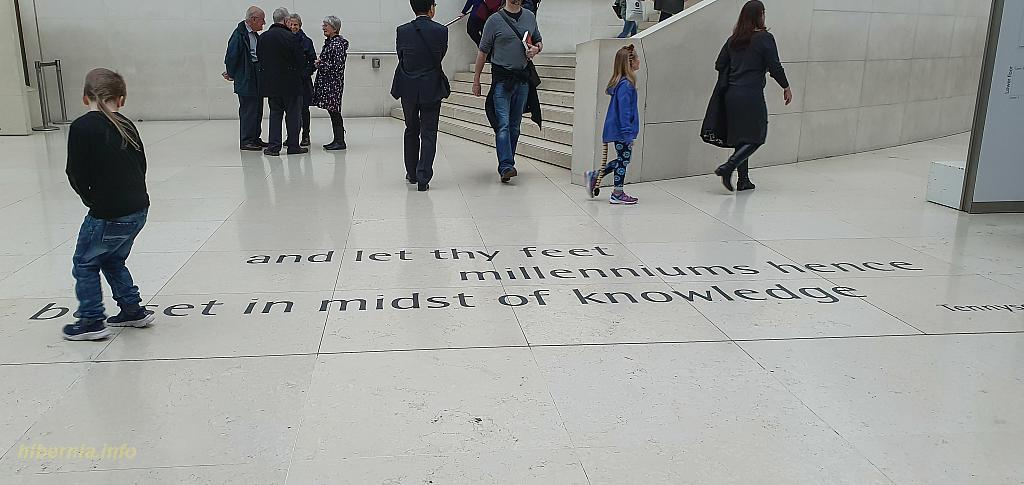 and let thy feet
millenniums hence
set in midst of knowledge
hibernia.info